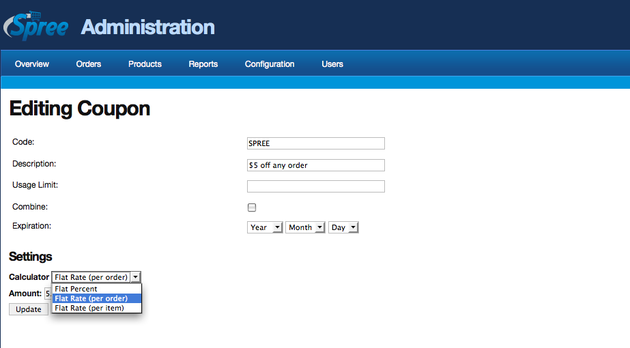 Spree Administration
Overview Orders Products Reports Configuration Users
Editing Coupon
Code: SPREE
Description: $5 off any order
Usage Limit:
Combine:
Expiration: Year Month Day
Settings
Calculator Flat Rate (per order)
Flat Percent
Amount: 5 Flat Rate (per order)
Update Flat Rate (per item)